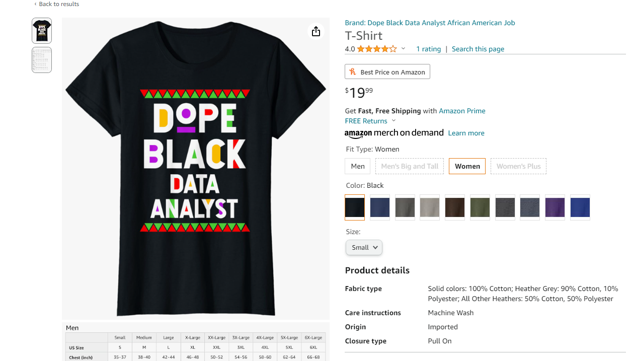 ‹ Back to results
Brand: Dope Black Data Analyst African American Job
T-Shirt
4.0
1 rating | Search this page
Best Price on Amazon
$19.99
Get Fast, Free Shipping with Amazon Prime
FREE Returns
amazon merch on demand Learn more
Fit Type: Women
Men
Men's Big and Tall
Women
Women's Plus
Color: Black
Size:
Small
Product details
Fabric type Solid colors: 100% Cotton; Heather Grey: 90% Cotton, 10%
Polyester; All Other Heathers: 50% Cotton, 50% Polyester
Care instructions Machine Wash
Origin Imported
Closure type Pull On
DOPE
BLACK
DATA
ANALYST
Men
Small Medium Large X-Large XX-Large 3X-Large 4X-Large 5X-Large 6X-Large
US Size S M L XL XXL 3XL 4XL 5XL 6XL
Chest (inch) 35-37 38-40 42-44 46-48 50-52 54-56 58-60 62-64 66-68